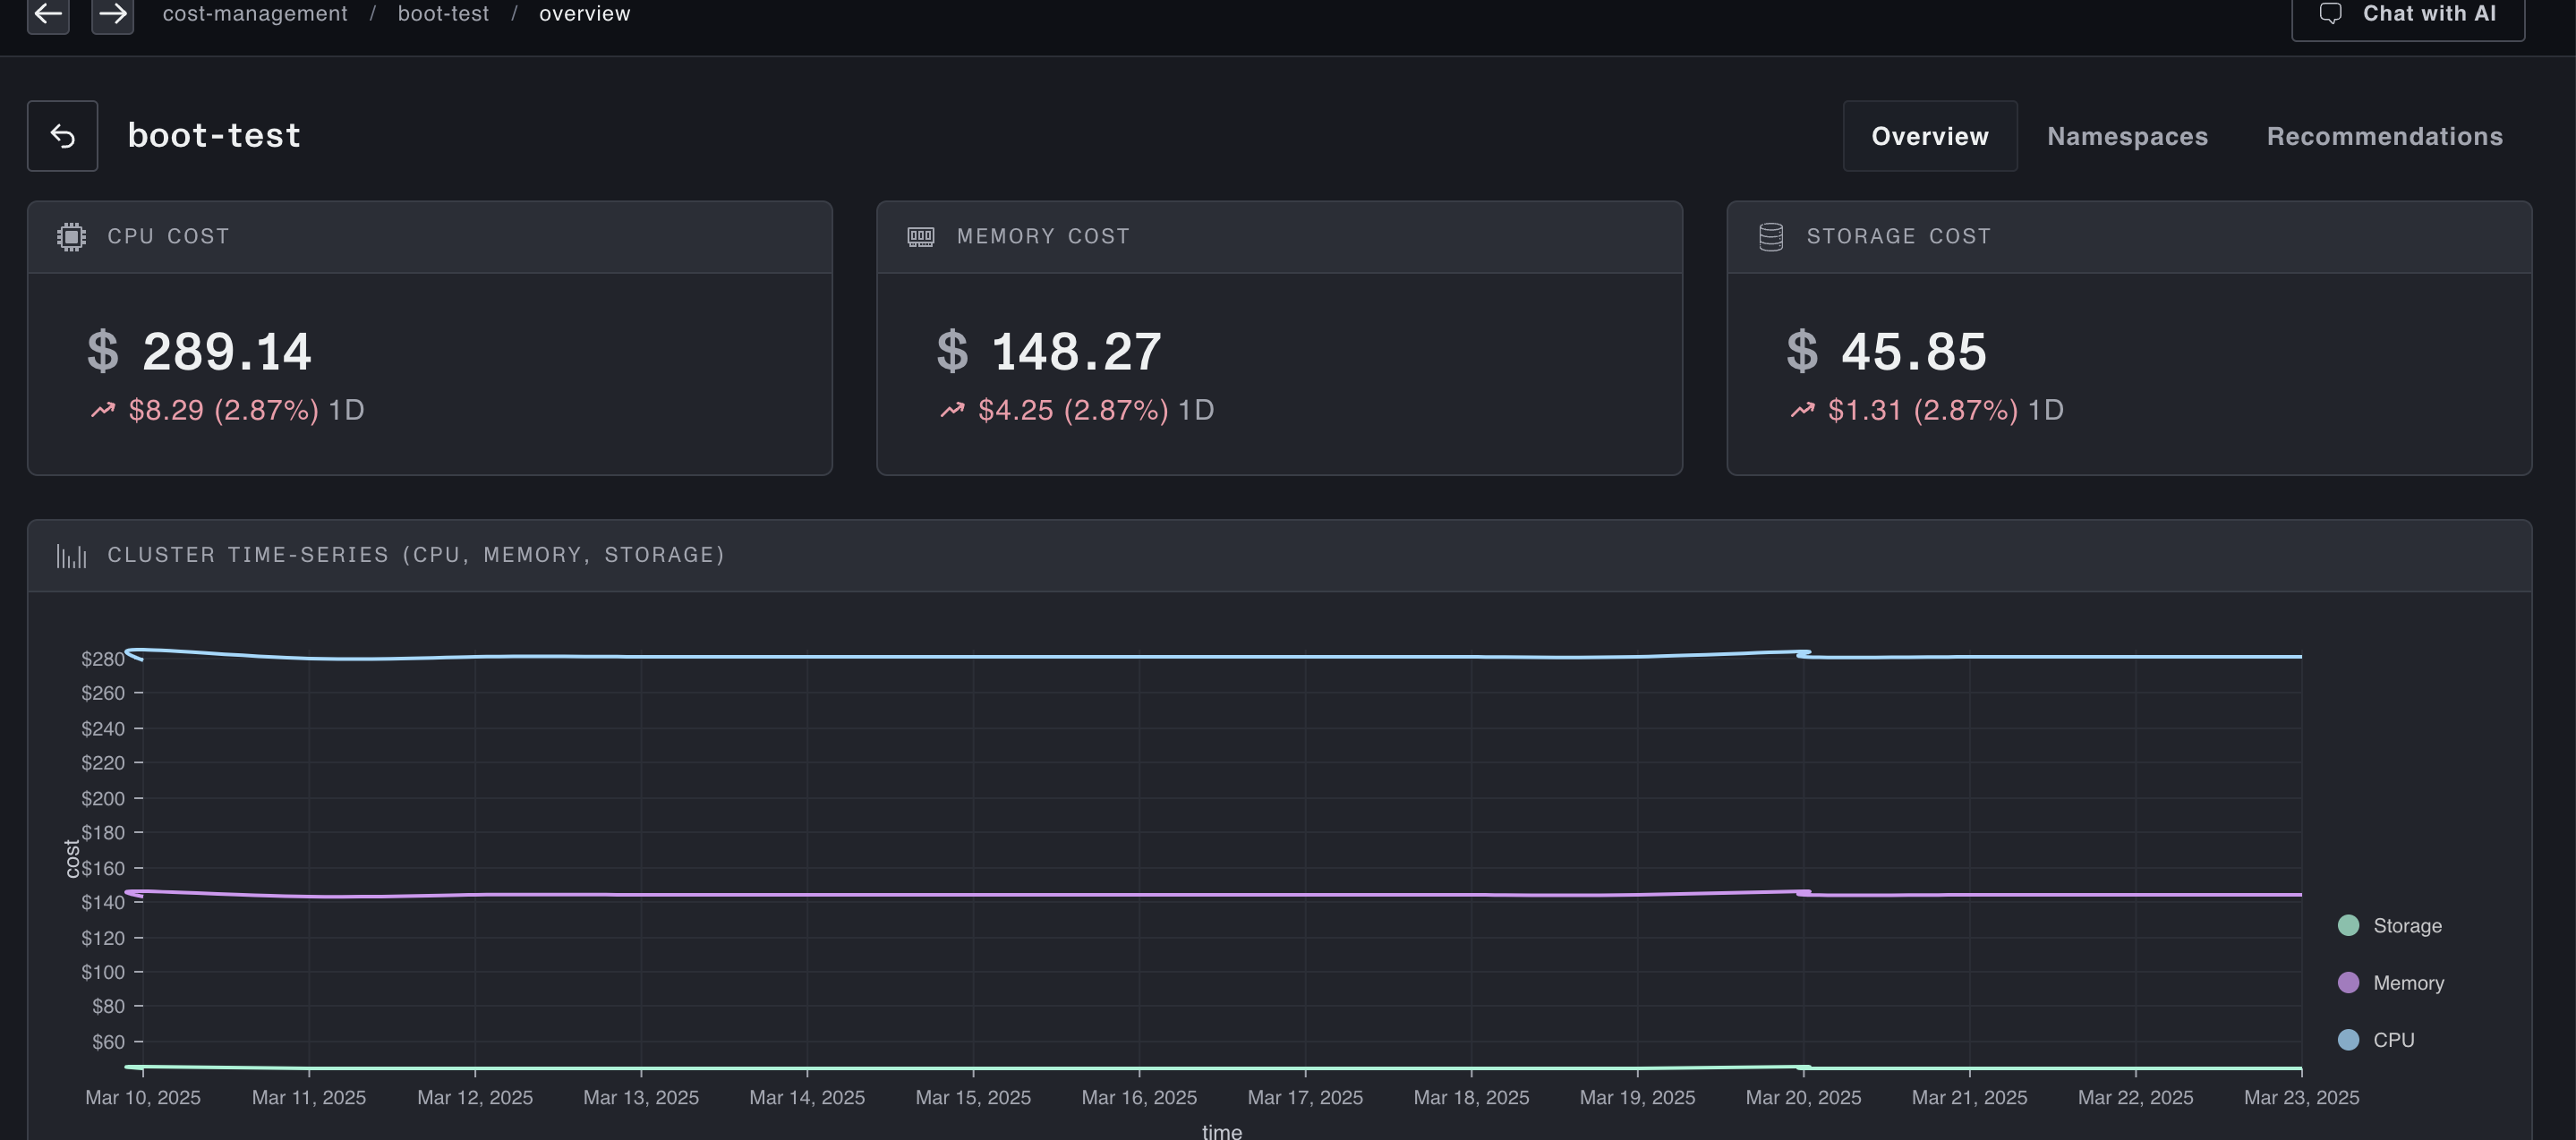 cost-management / boot-test / overview
Chat with AI
boot-test
Overview
Namespaces
Recommendations
CPU COST
$ 289.14
$8.29 (2.87%) 1D
MEMORY COST
$ 148.27
$4.25 (2.87%) 1D
STORAGE COST
$ 45.85
$1.31 (2.87%) 1D
CLUSTER TIME-SERIES (CPU, MEMORY, STORAGE)
cost
$280
$260
$240
$220
$200
$180
$160
$140
$120
$100
$80
$60
Mar 10, 2025
Mar 11, 2025
Mar 12, 2025
Mar 13, 2025
Mar 14, 2025
Mar 15, 2025
Mar 16, 2025
Mar 17, 2025
Mar 18, 2025
Mar 19, 2025
Mar 20, 2025
Mar 21, 2025
Mar 22, 2025
Mar 23, 2025
time
Storage
Memory
CPU